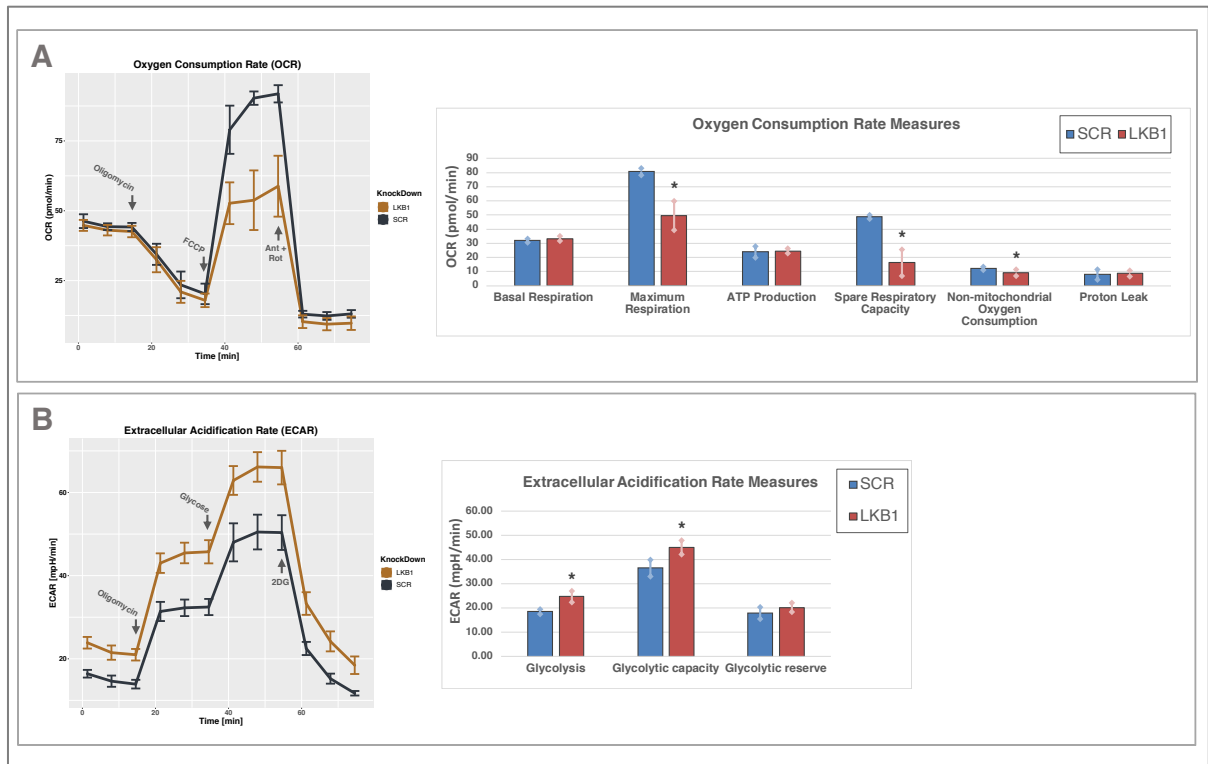 A
Oxygen Consumption Rate (OCR)
75
50
25
0
20
40
60
OCR (pmol/min)
Time [min]
Oligomycin
FCCP
Ant +
Rot
KnockDown
LKB1
SCR
Oxygen Consumption Rate Measures
SCR
LKB1
OCR (pmol/min)
90
80
70
60
50
40
30
20
10
0
*
*
*
Basal Respiration
Maximum
Respiration
ATP Production
Spare Respiratory
Capacity
Non-mitochondrial
Oxygen
Consumption
Proton Leak
B
Extracellular Acidification Rate (ECAR)
60
40
20
0
20
40
60
ECAR [mpH/min)
Time [min]
Oligomycin
Glycose
2DG
KnockDown
LKB1
SCR
Extracellular Acidification Rate Measures
SCR
LKB1
ECAR (mpH/min)
60.00
50.00
40.00
30.00
20.00
10.00
0.00
*
*
Glycolysis
Glycolytic capacity
Glycolytic reserve